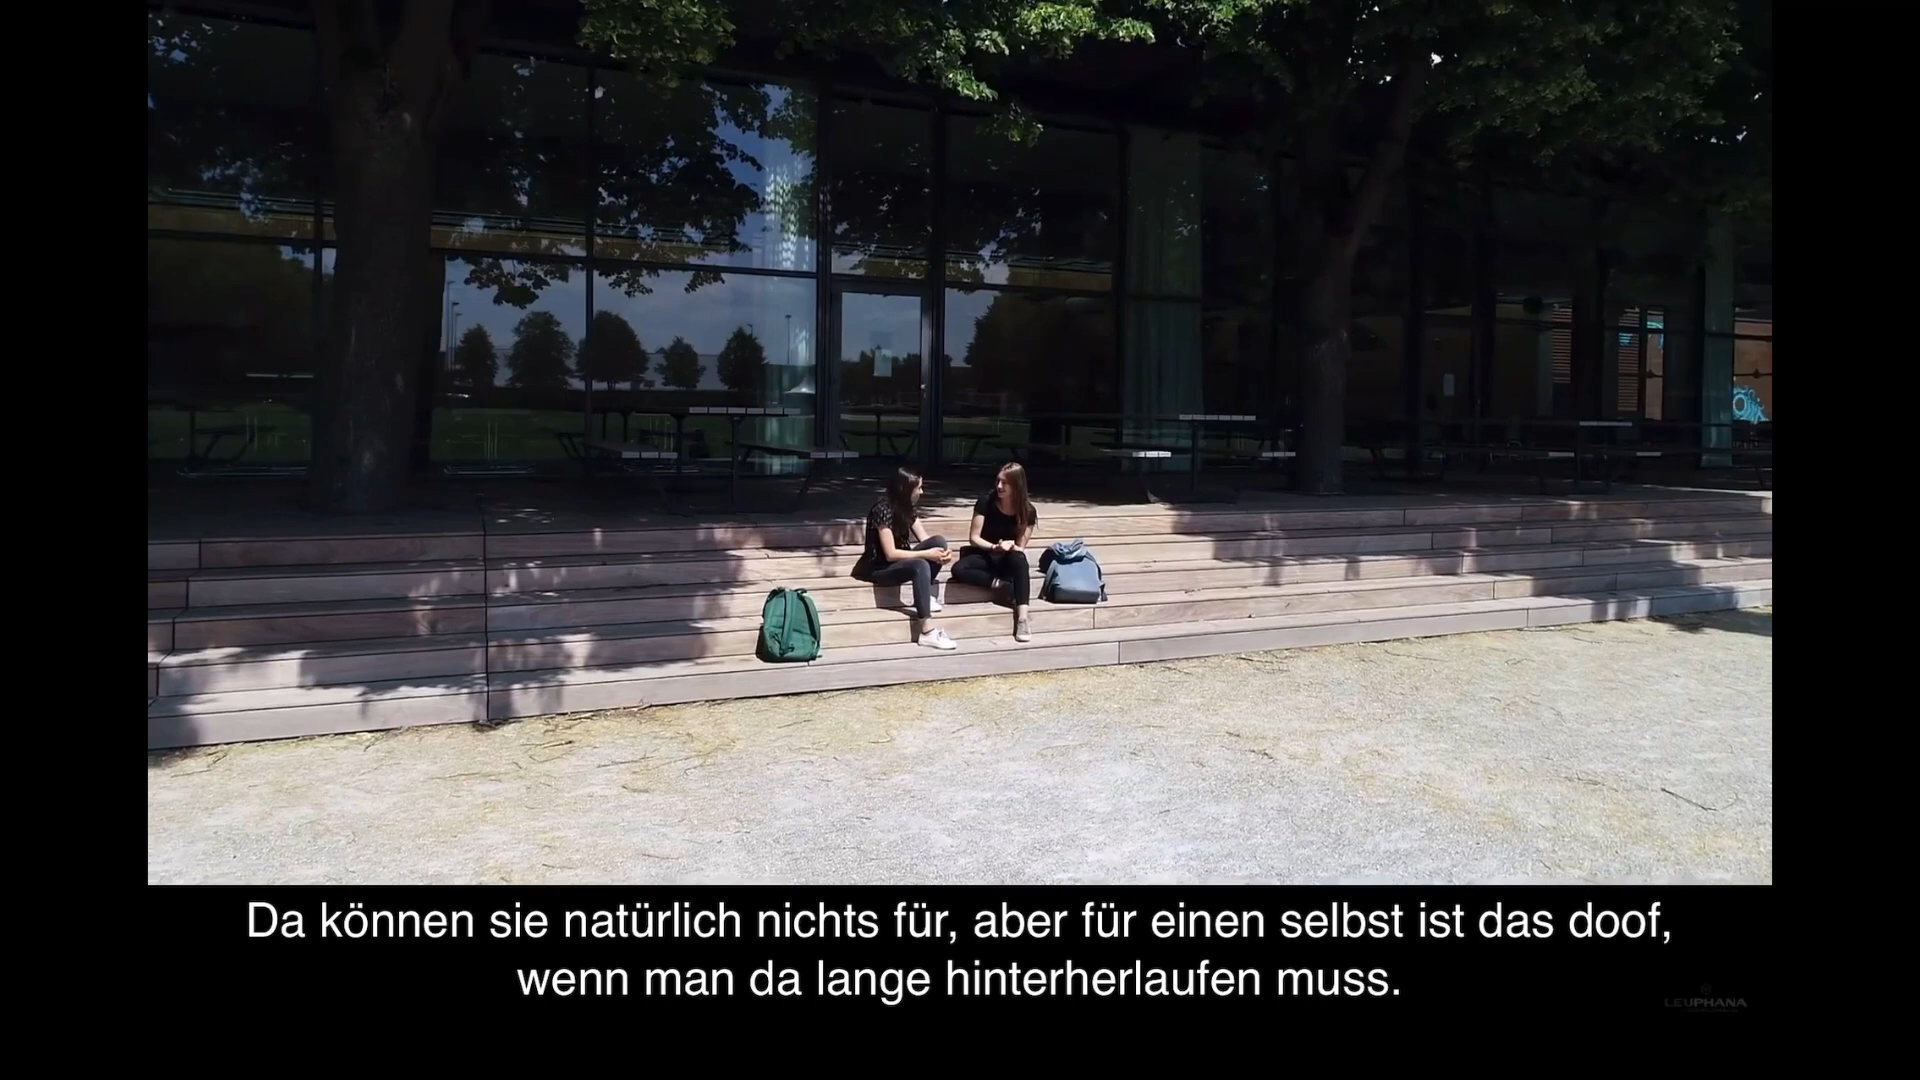 Da können sie natürlich nichts für, aber für einen selbst ist das doof,
wenn man da lange hinterherlaufen muss.
LEUPHANA